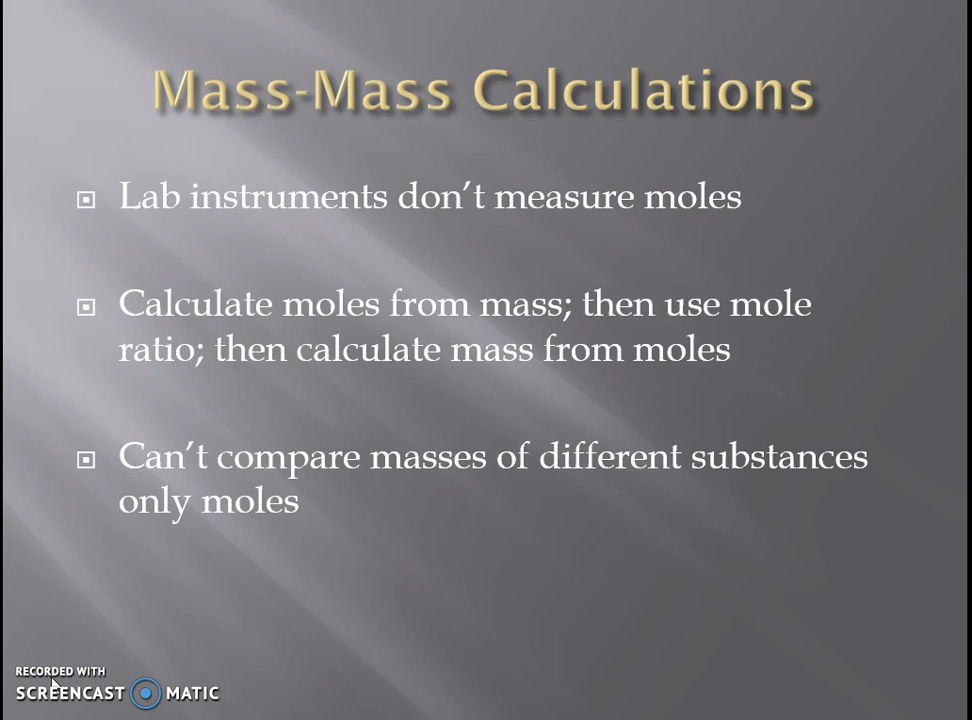 Mass-Mass Calculations
Lab instruments don’t measure moles
Calculate moles from mass; then use mole
ratio; then calculate mass from moles
Can’t compare masses of different substances
only moles
RECORDED WITH
SCREENCAST MATIC